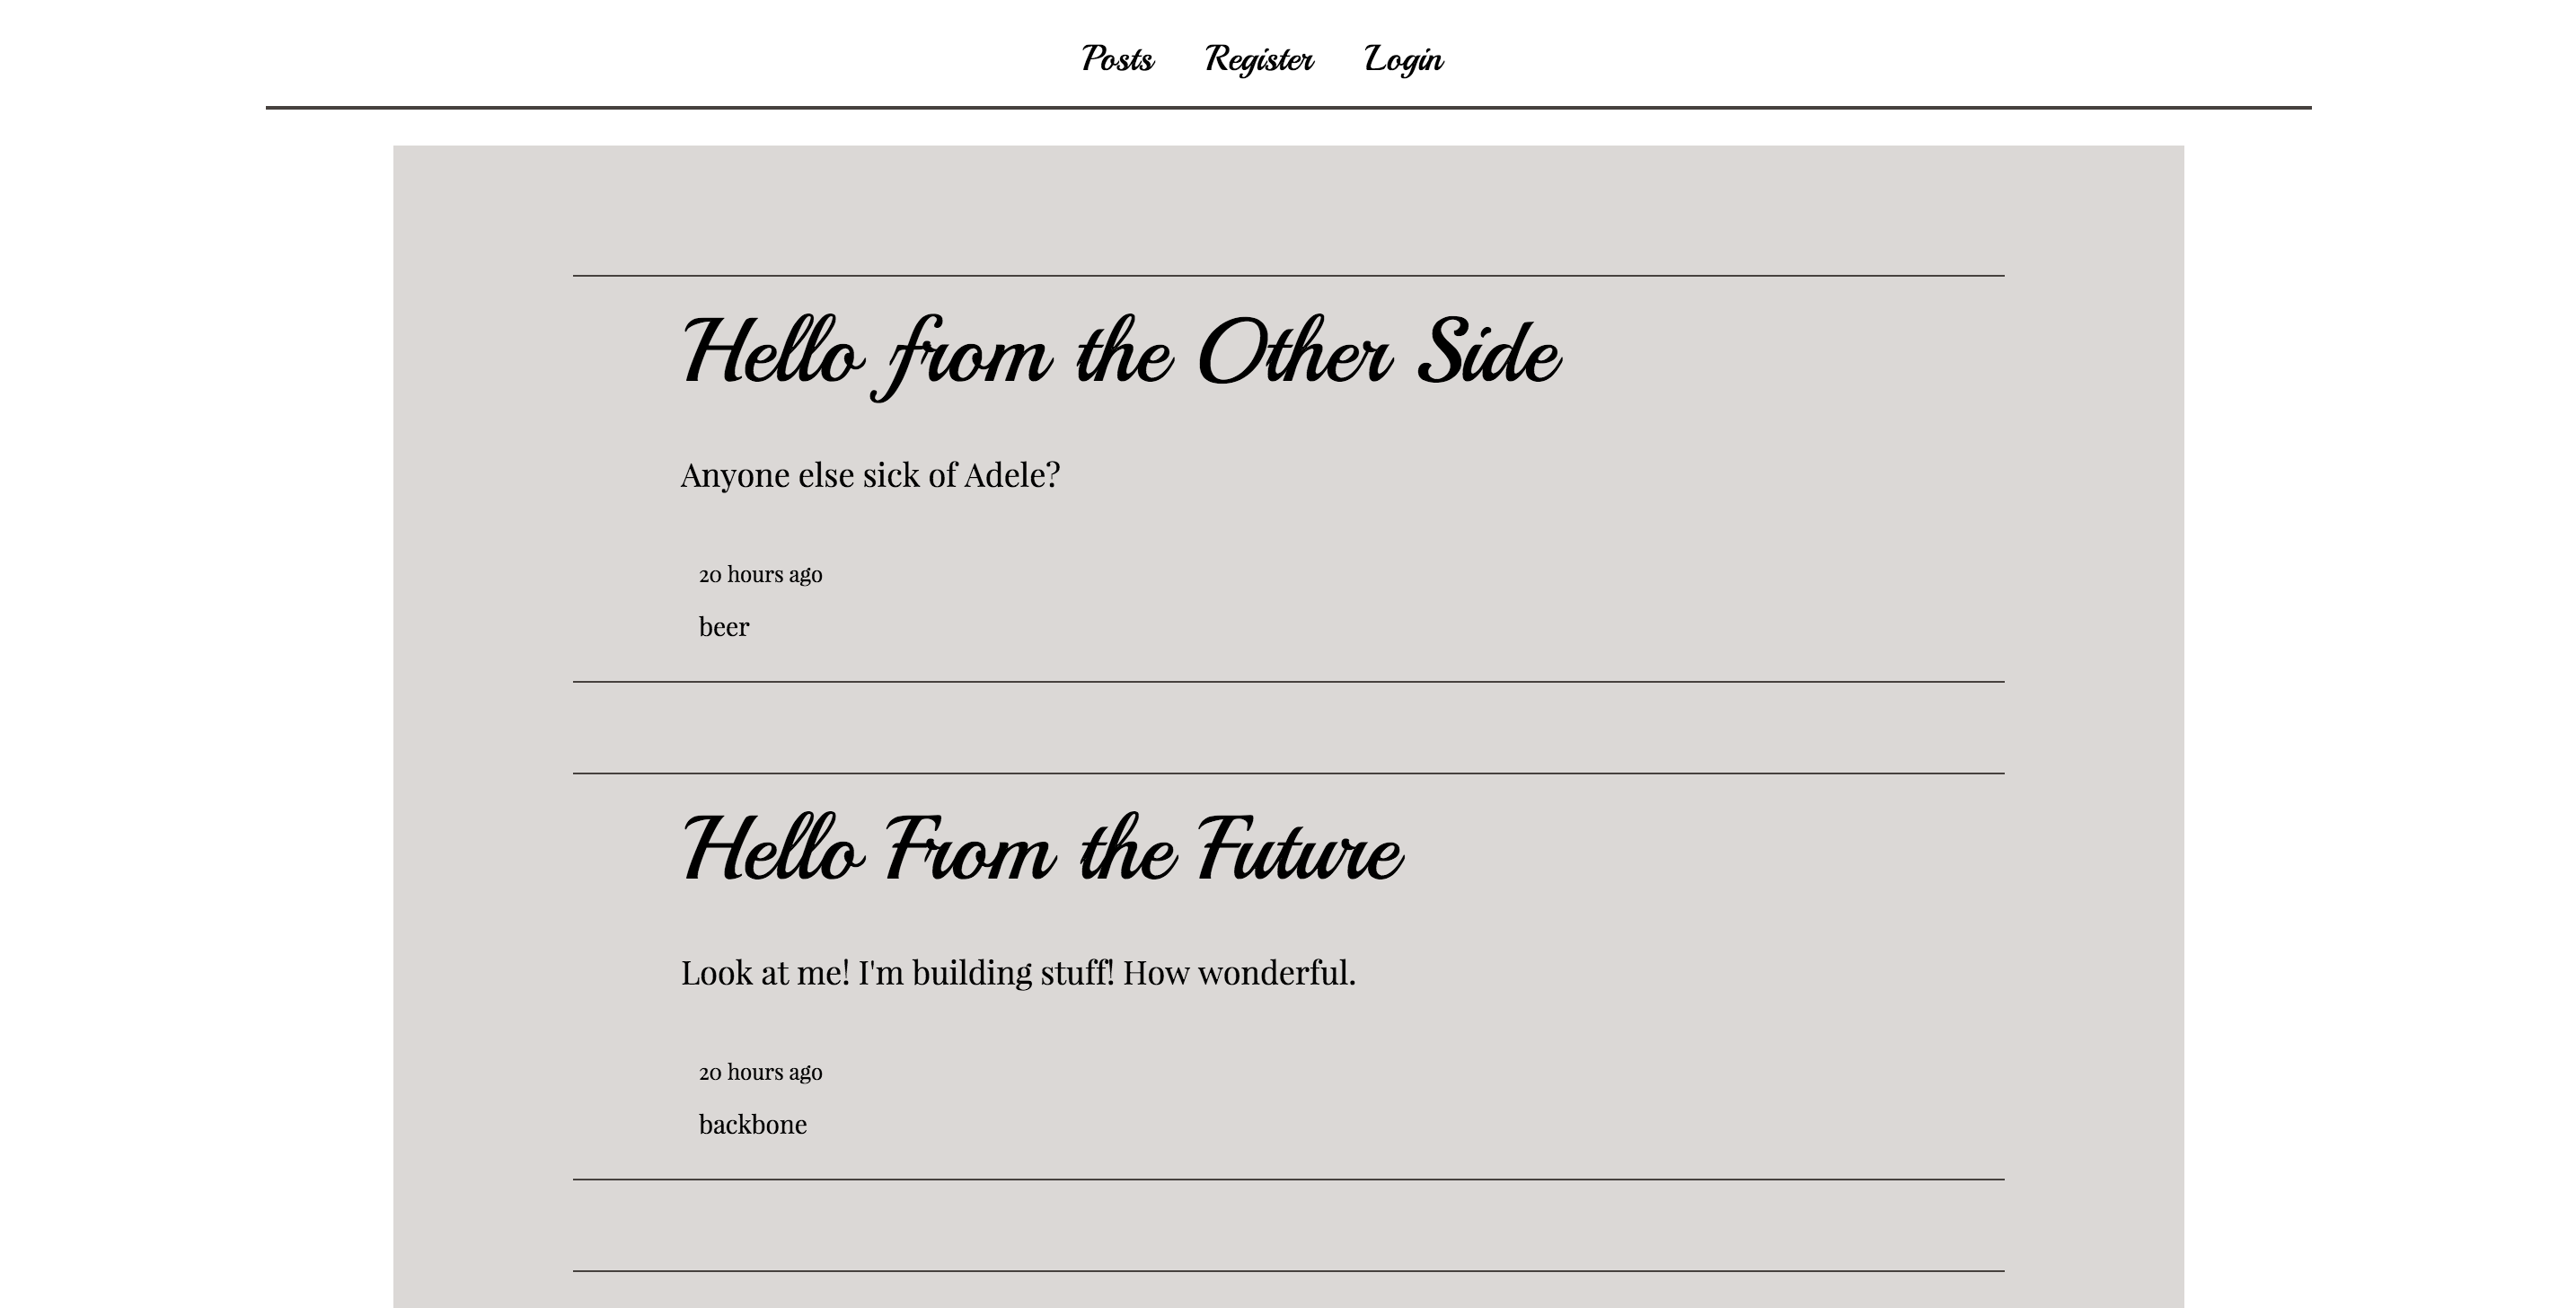 Posts Register Login
Hello from the Other Side
Anyone else sick of Adele?
20 hours ago
beer
Hello From the Future
Look at me! I'm building stuff! How wonderful.
20 hours ago
backbone